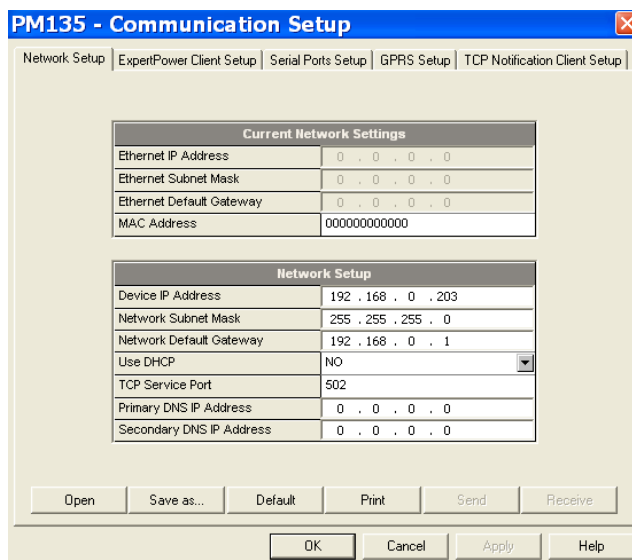 PM135 - Communication Setup
Network Setup ExpertPower Client Setup Serial Ports Setup GPRS Setup TCP Notification Client Setup
Current Network Settings
Ethernet IP Address 0 . 0 . 0 . 0
Ethernet Subnet Mask 0 . 0 . 0 . 0
Ethernet Default Gateway 0 . 0 . 0 . 0
MAC Address 000000000000
Network Setup
Device IP Address 192 . 168 . 0 . 203
Network Subnet Mask 255 . 255 . 255 . 0
Network Default Gateway 192 . 168 . 0 . 1
Use DHCP NO
TCP Service Port 502
Primary DNS IP Address 0 . 0 . 0 . 0
Secondary DNS IP Address 0 . 0 . 0 . 0
Open Save as... Default Print Send Receive
OK Cancel Apply Help